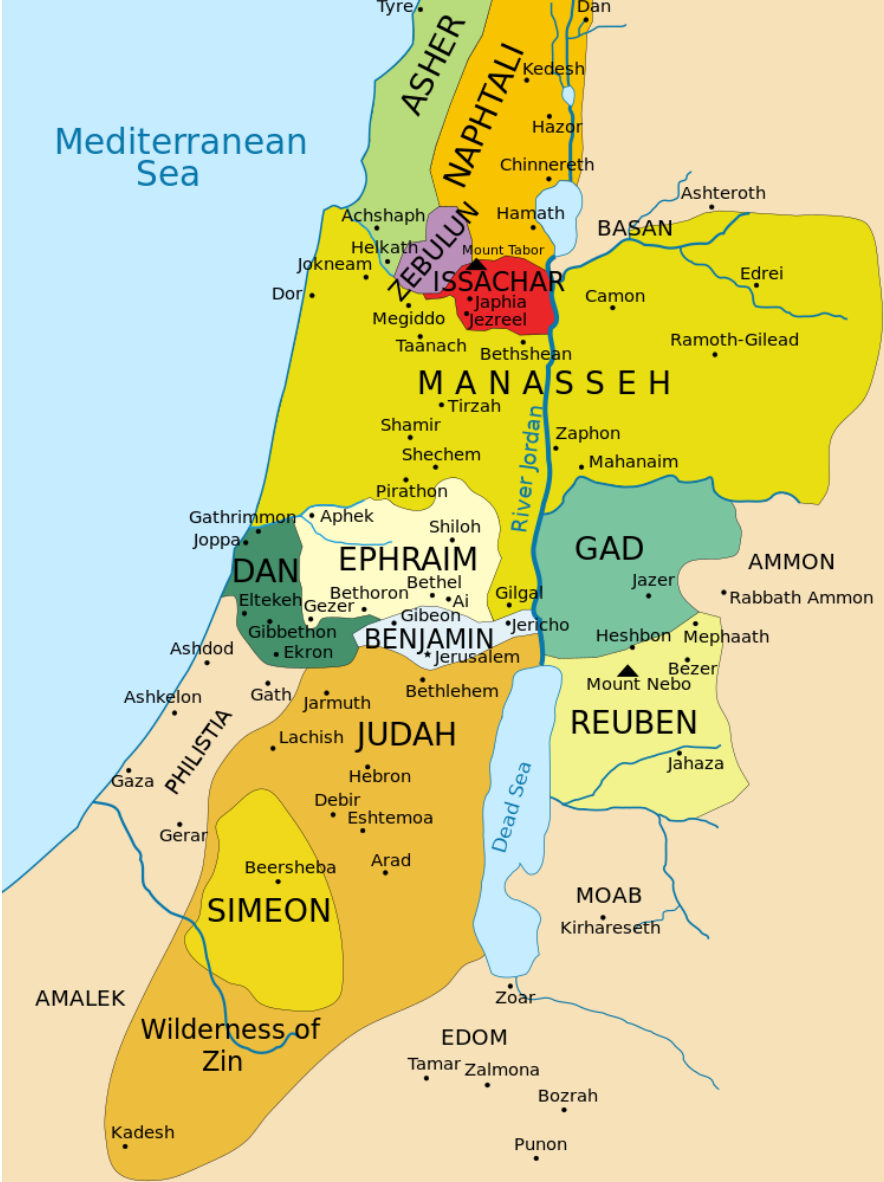 Tyre
Dan
ASHER
NAPHTALI
Kedesh
Mediterranean
Sea
Hazor
Chinnereth
Ashteroth
Achshaph
Hamath
BASAN
ZEBULUN
Helkath
Mount Tabor
Jokneam
ISSACHAR
Edrei
Dor
Japhia
Camon
Megiddo
Jezreel
Taanach
Bethshean
Ramoth-Gilead
MANASSEH
Tirzah
Shamir
River Jordan
Zaphon
Shechem
Mahanaim
Pirathon
Gathrimmon
Aphek
Joppa
Shiloh
DAN
EPHRAIM
GAD
AMMON
Bethel
Jazer
Eltekeh
Gezer
Bethoron
Ai
Gilgal
Rabbath Ammon
Gibeon
Gibbethon
BENJAMIN
Jericho
Heshbon
Mephaath
Ashdod
Ekron
Jerusalem
Bezer
Mount Nebo
Ashkelon
Gath
Jarmuth
Bethlehem
PHILISTIA
Lachish
JUDAH
REUBEN
Gaza
Hebron
Jahaza
Debir
Dead Sea
Gerar
Eshtemoa
Beersheba
Arad
SIMEON
MOAB
Kirhareseth
AMALEK
Zoar
Wilderness of
Zin
EDOM
Tamar
Zalmona
Bozrah
Kadesh
Punon